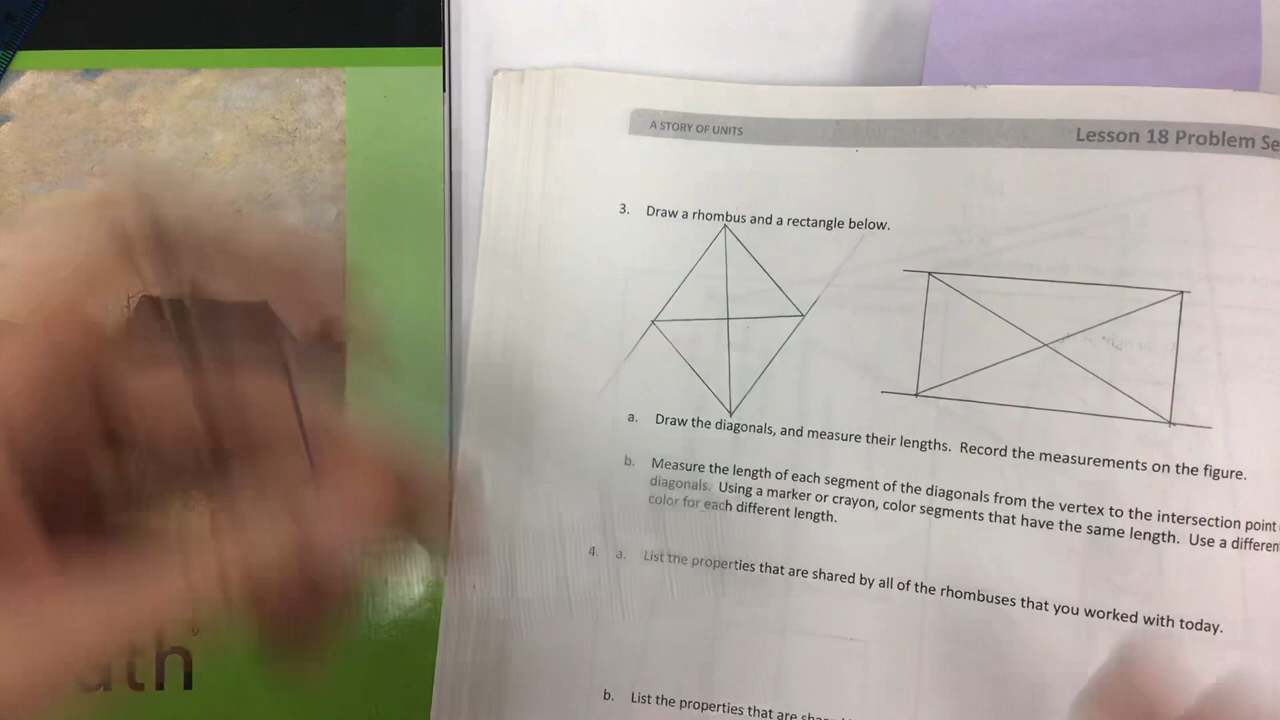 A STORY OF UNITS
Lesson 18 Problem
3. Draw a rhombus and a rectangle below.
a. Draw the diagonals, and measure their lengths. Record the measurements on the figure.
b. Measure the length of each segment of the diagonals from the vertex to the intersection point
diagonals. Using a marker or crayon, color segments that have the same length. Use a
color for each different length.
4. a. List the properties that are shared by all of the rhombuses that you worked with today.
b. List the properties that are